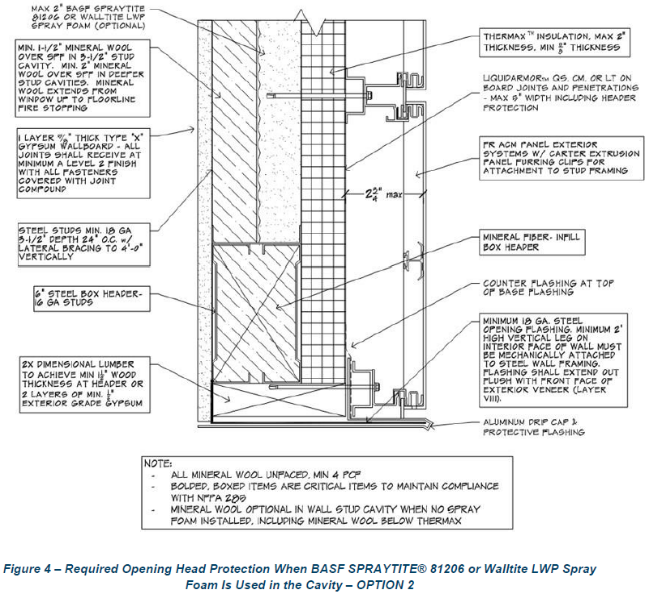 MAX 2" BASF SPRAYTITE
81206 OR WALLTITE LWP
SPRAY FOAM (OPTIONAL)
MIN. 1-1/2" MINERAL WOOL
OVER SPF IN 3-1/2" STUD
CAVITY. MIN. 2" MINERAL
WOOL OVER SPF IN DEEPER
STUD CAVITIES. MINERAL
WOOL EXTENDS FROM
WINDOW UP TO FLOORLINE
FIRE STOPPING
1 LAYER 5/8" THICK TYPE "X"
GYPSUM WALLBOARD - ALL
JOINTS SHALL RECEIVE AT
MINIMUM A LEVEL 2 FINISH
WITH ALL FASTENERS
COVERED WITH JOINT
COMPOUND
STEEL STUDS MIN. 18 GA
3-1/2" DEPTH 24" O.C. W/
LATERAL BRACING TO 4'-0"
VERTICALLY
6" STEEL BOX HEADER-
16 GA STUDS
2X DIMENSIONAL LUMBER
TO ACHIEVE MIN 1 1/2" WOOD
THICKNESS AT HEADER OR
2 LAYERS OF MIN. 1/2"
EXTERIOR GRADE GYPSUM
THERMAX™ INSULATION, MAX 2"
THICKNESS, MIN 5/8" THICKNESS
LIQUIDARMOR™ QS, CM, OR LT ON
BOARD JOINTS AND PENETRATIONS
- MAX 5" WIDTH INCLUDING HEADER
PROTECTION
FR ACM PANEL EXTERIOR
SYSTEMS W/ CARTER EXTRUSION
PANEL FURRING CLIPS FOR
ATTACHMENT TO STUD FRAMING
2 3/4" max
MINERAL FIBER- INFILL
BOX HEADER
COUNTER FLASHING AT TOP
OF BASE FLASHING
MINIMUM 18 GA. STEEL
OPENING FLASHING. MINIMUM 2"
HIGH VERTICAL LEG ON
INTERIOR FACE OF WALL MUST
BE MECHANICALLY ATTACHED
TO STEEL WALL FRAMING.
FLASHING SHALL EXTEND OUT
FLUSH WITH FRONT FACE OF
EXTERIOR VENEER (LAYER
VIII).
ALUMINUM DRIP CAP &
PROTECTIVE FLASHING
NOTE:
- ALL MINERAL WOOL UNFACED, MIN 4 PCF
- BOLDED, BOXED ITEMS ARE CRITICAL ITEMS TO MAINTAIN COMPLIANCE
WITH NFPA 285
- MINERAL WOOL OPTIONAL IN WALL STUD CAVITY WHEN NO SPRAY
FOAM INSTALLED, INCLUDING MINERAL WOOL BELOW THERMAX
Figure 4 – Required Opening Head Protection When BASF SPRAYTITE® 81206 or Walltite LWP Spray
Foam Is Used in the Cavity – OPTION 2